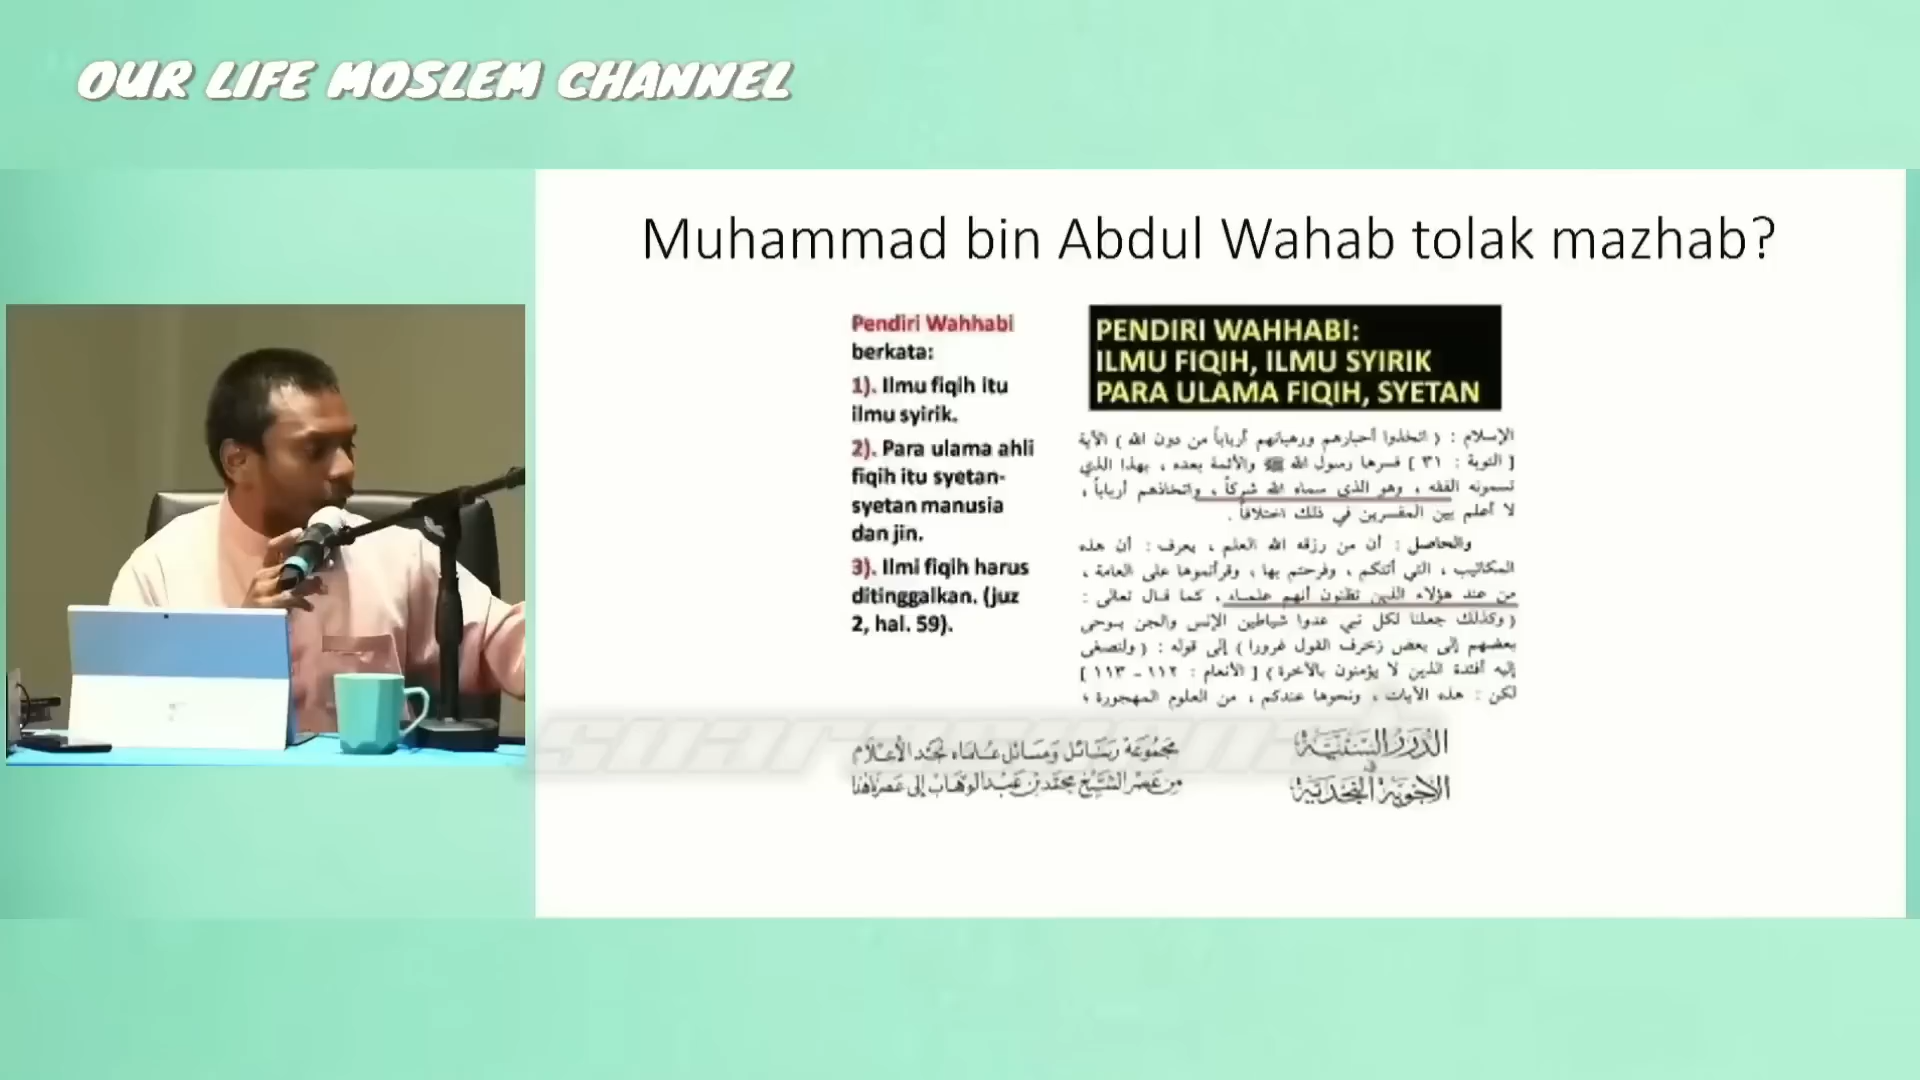 OUR LIFE MOSLEM CHANNEL
Muhammad bin Abdul Wahab tolak mazhab?
Pendiri Wahhabi
berkata:
1). Ilmu fiqih itu
ilmu syirik.
2). Para ulama ahli
fiqih itu syetan-
syetan manusia
dan jin.
3). Ilmi fiqih harus
ditinggalkan. (juz
2, hal. 59).
PENDIRI WAHHABI:
ILMU FIQIH, ILMU SYIRIK
PARA ULAMA FIQIH, SYETAN
الإسلام : ( اتخذوا أحبارهم ورهبانهم أرباباً من دون الله ) الآية
[ التوبة : ٣١ ] فسرها رسول الله ﷺ والأئمة بعده ، بهذا الذي
تسمونه الفقه ، وهو الذي سماه الله شركاً ، واتخاذهم أرباباً ،
لا أعلم بين المفسرين في ذلك اختلافاً .
والحاصل : أن من رزقه الله العلم ، يعرف : أن هذه
المكاتيب ، التي أتتكم ، وفرحتم بها ، وقرأتموها على العامة ،
من عند هؤلاء الذين تظنون أنهم علماء ، كما قال تعالى :
( وكذلك جعلنا لكل نبي عدوا شياطين الإنس والجن يوحى
بعضهم إلى بعض زخرف القول غرورا ) إلى قوله : ( ولتصغى
إليه أفئدة الذين لا يؤمنون بالآخرة ) [ الأنعام : ١١٢ - ١١٣ ]
لكن : هذه الآيات ، ونحوها عندكم ، من العلوم المهجورة ؛
مجموعة رسائل ومسائل علماء نجد الأعلام
من عصر الشيخ محمد بن عبد الوهاب إلى عصرنا هذا
الدرر السنية
في
الأجوبة النجدية